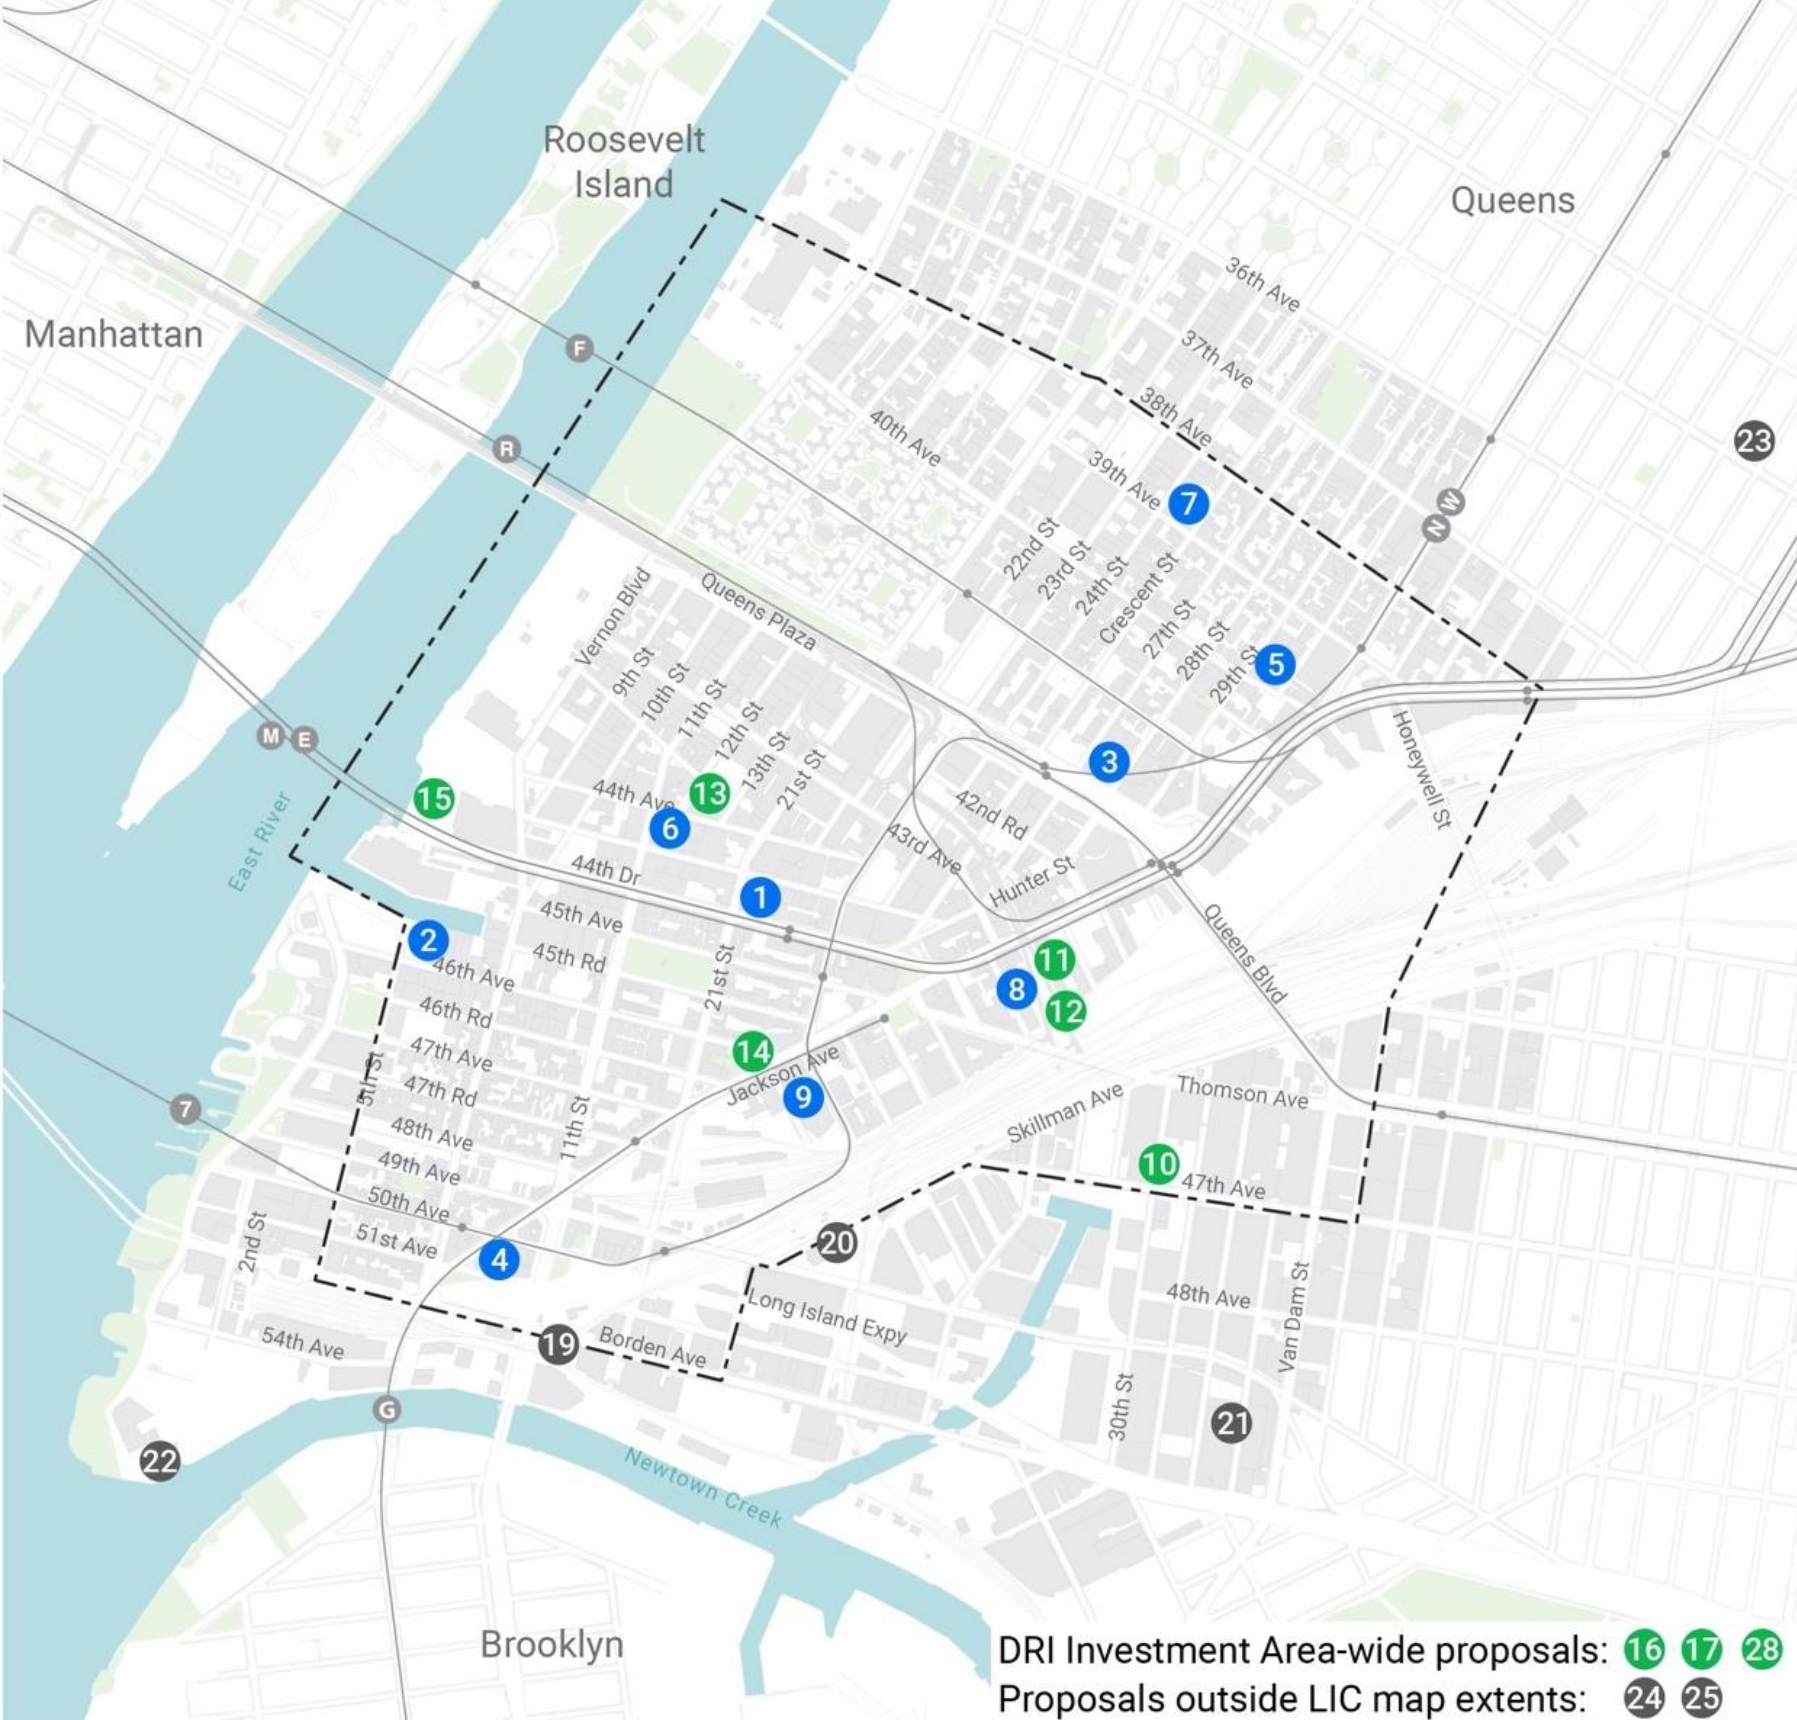 Roosevelt
Island
Queens
Manhattan
36th Ave
37th Ave
38th Ave
40th Ave
39th Ave
F
R
23
7
N W
22nd St
23rd St
24th St
Crescent St
27th St
28th St
29th St
5
Queens Plaza
Vernon Blvd
9th St
10th St
11th St
12th St
13th St
21st St
M E
3
Honeywell St
15
44th Ave
13
6
42nd Rd
43rd Ave
East River
44th Dr
1
Hunter St
45th Ave
2
45th Rd
46th Ave
21st St
Queens Blvd
11
8
12
46th Rd
14
47th Ave
5th St
Jackson Ave
47th Rd
9
7
Thomson Ave
Skillman Ave
48th Ave
11th St
49th Ave
10
47th Ave
50th Ave
51st Ave
2nd St
4
20
Long Island Expy
48th Ave
Van Dam St
54th Ave
19
Borden Ave
30th St
G
21
22
Newtown Creek
Brooklyn
DRI Investment Area-wide proposals: 16 17 28
Proposals outside LIC map extents: 24 25